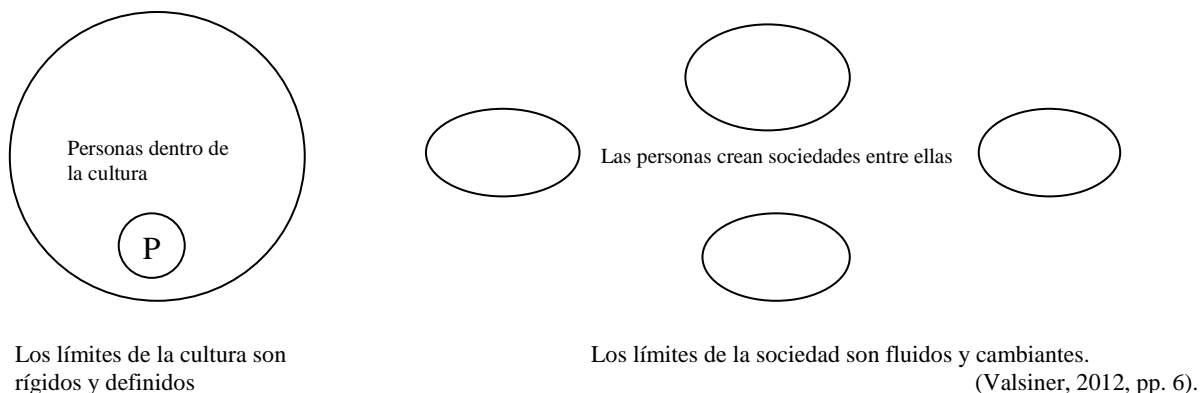 Personas dentro de
la cultura
P
Las personas crean sociedades entre ellas
Los límites de la cultura son
rígidos y definidos
Los límites de la sociedad son fluidos y cambiantes.
(Valsiner, 2012, pp. 6).